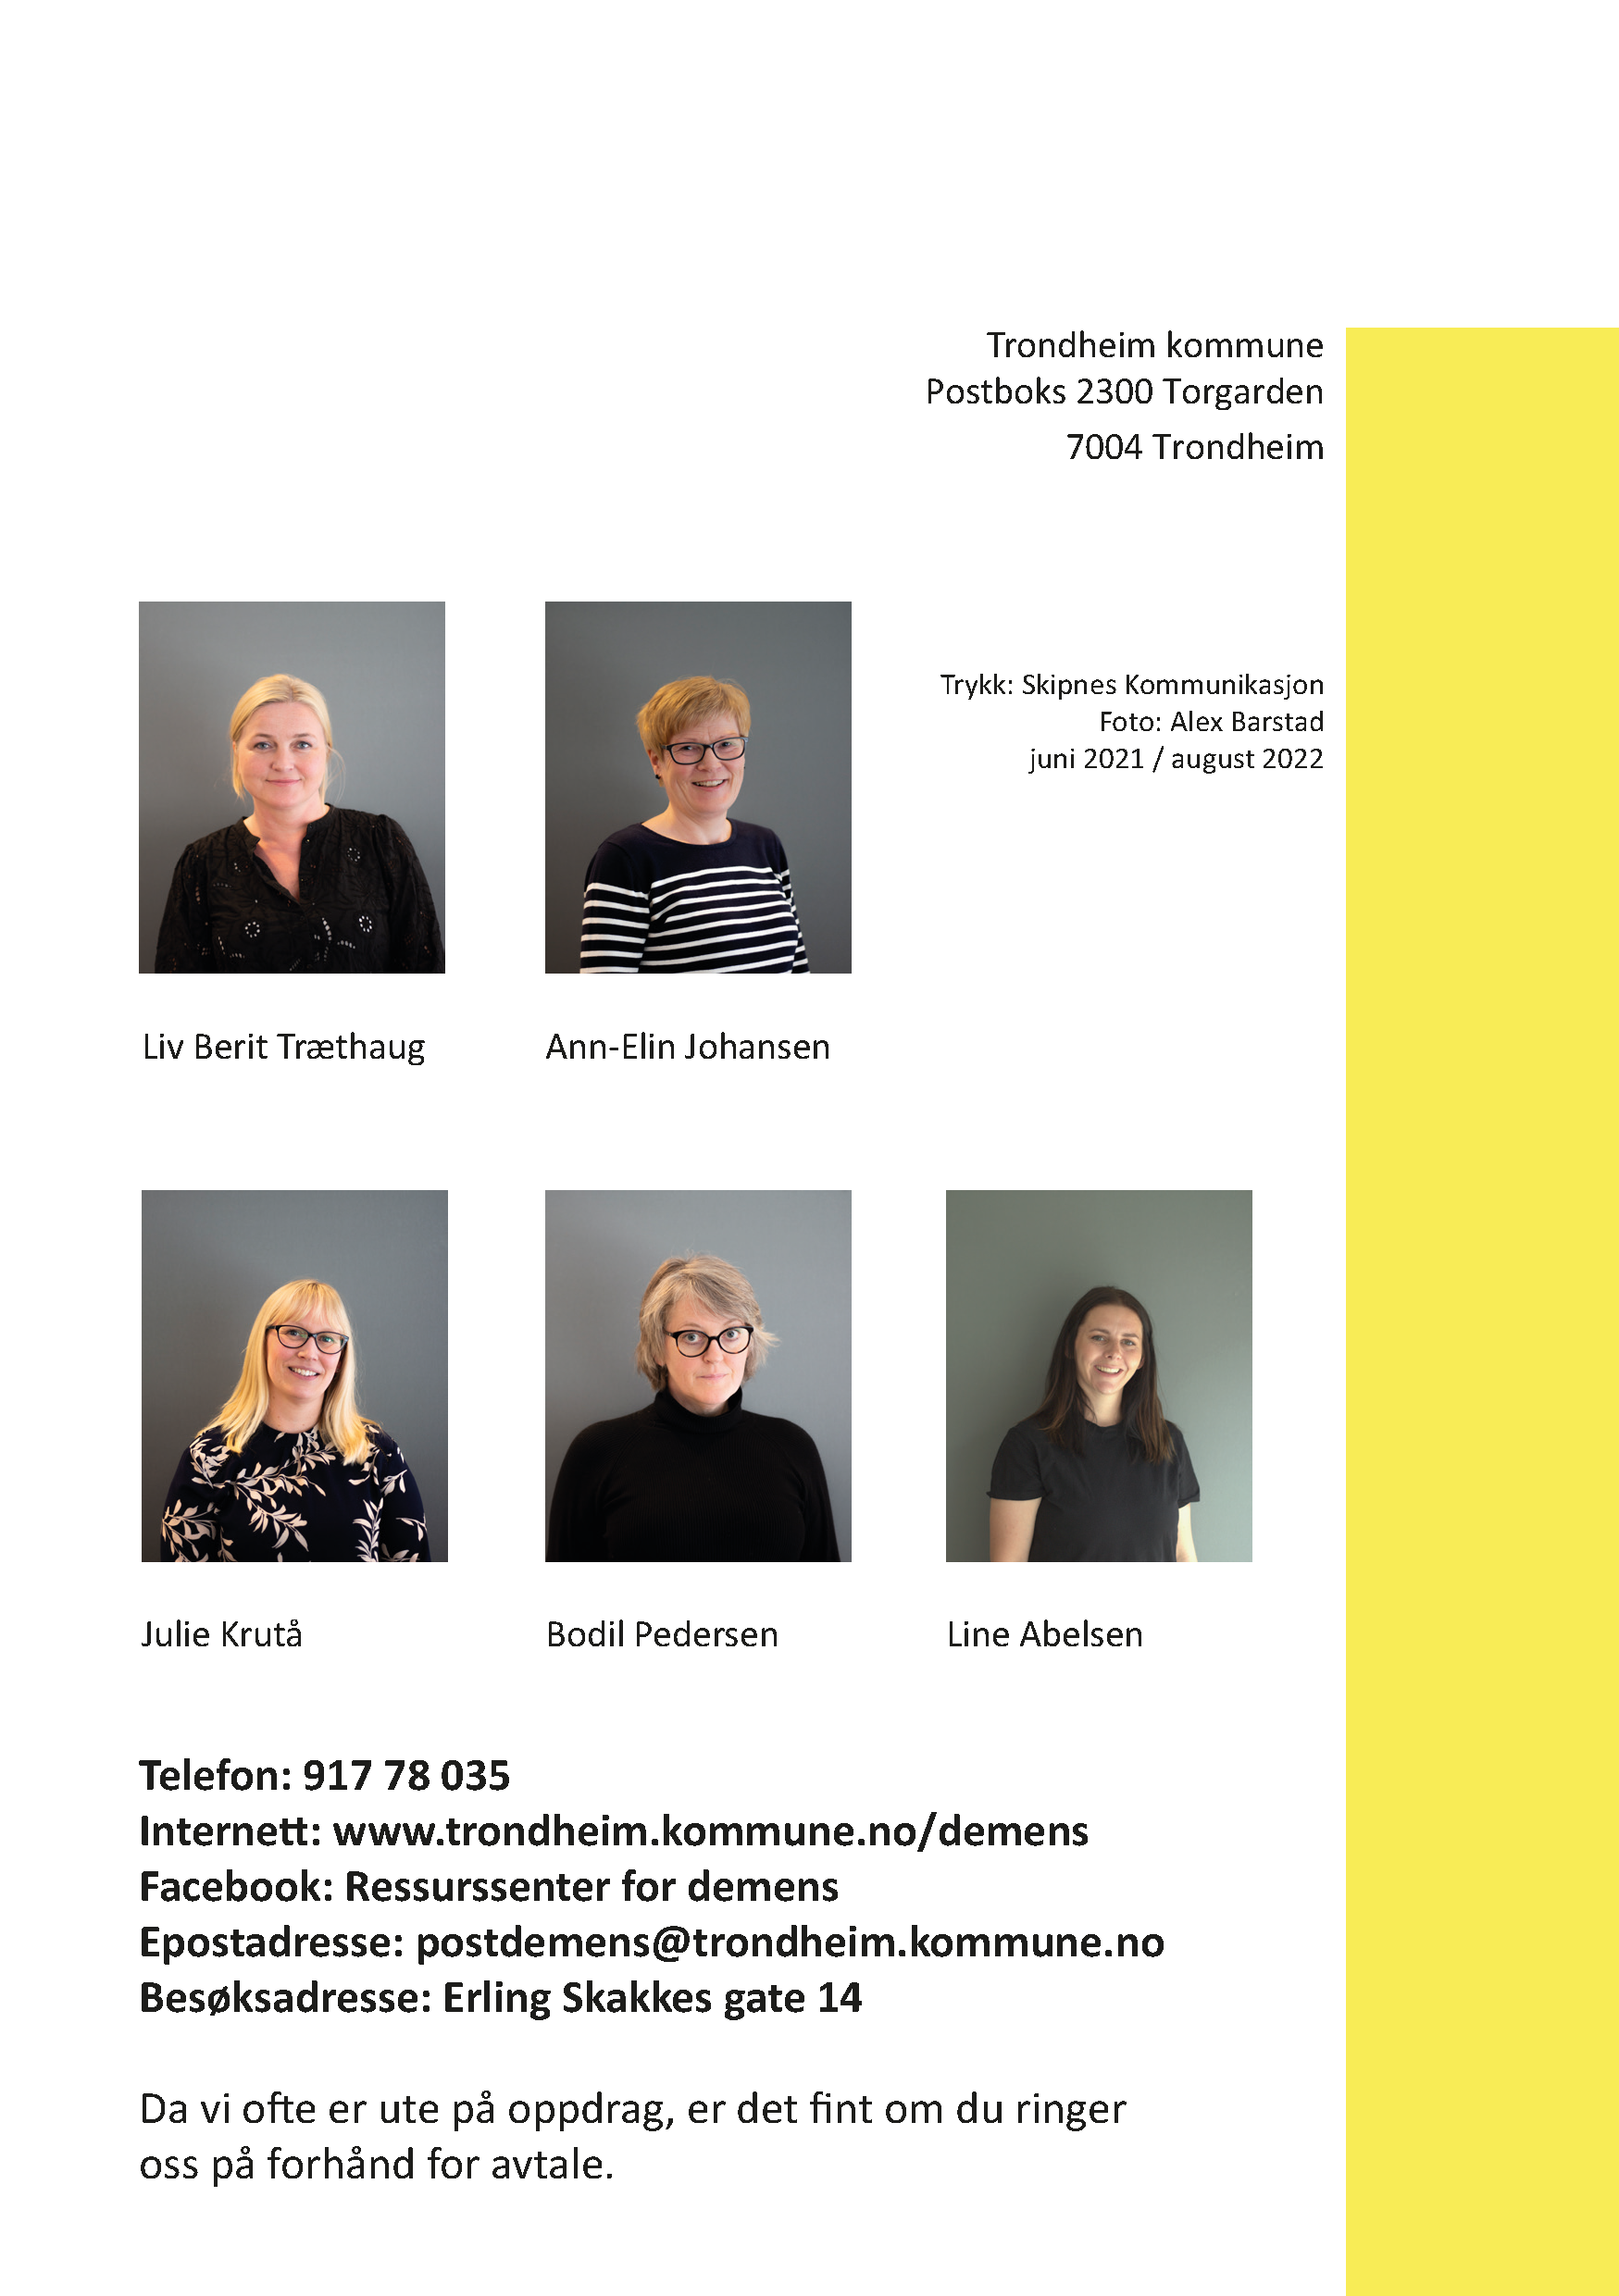 Trondheim kommune
Postboks 2300 Torgarden
7004 Trondheim
Trykk: Skipnes Kommunikasjon
Foto: Alex Barstad
juni 2021 / august 2022
Liv Berit Træthaug
Ann-Elin Johansen
Julie Krutå
Bodil Pedersen
Line Abelsen
Telefon: 917 78 035
Internett: www.trondheim.kommune.no/demens
Facebook: Ressurssenter for demens
Epostadresse: postdemens@trondheim.kommune.no
Besøksadresse: Erling Skakkes gate 14
Da vi ofte er ute på oppdrag, er det fint om du ringer
oss på forhånd for avtale.